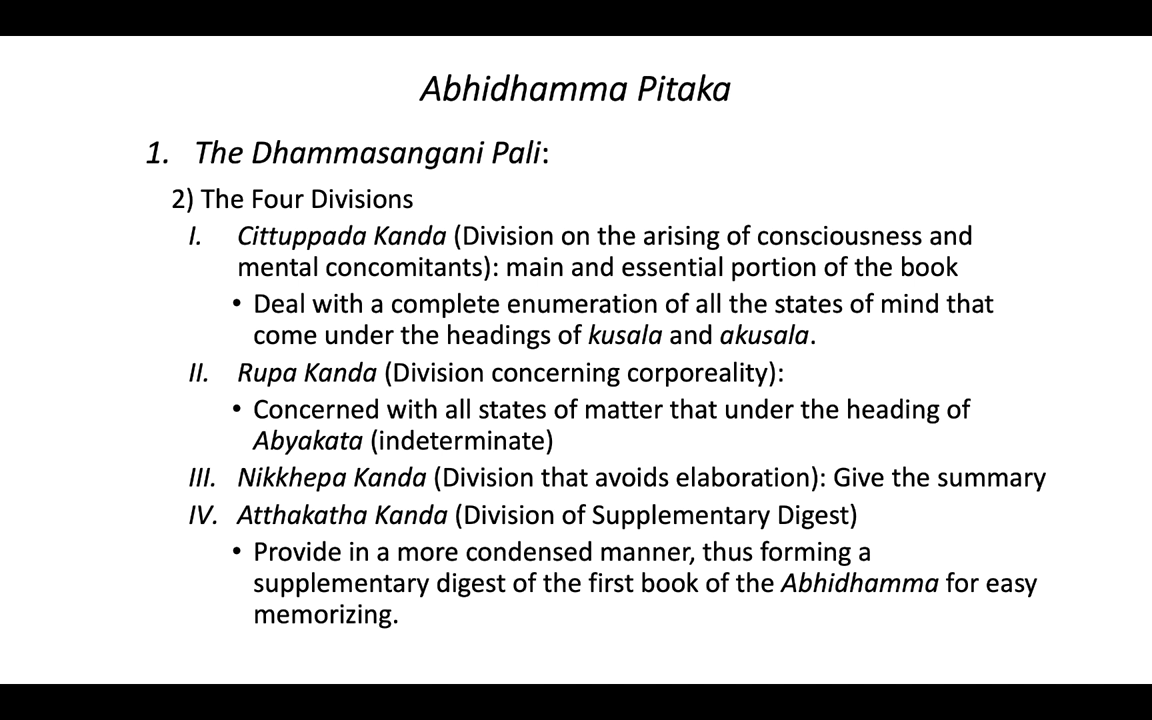 Abhidhamma Pitaka
1. The Dhammasangani Pali:
2) The Four Divisions
I. Cittuppada Kanda (Division on the arising of consciousness and
mental concomitants): main and essential portion of the book
• Deal with a complete enumeration of all the states of mind that
come under the headings of kusala and akusala.
II. Rupa Kanda (Division concerning corporeality):
• Concerned with all states of matter that under the heading of
Abyakata (indeterminate)
III. Nikkhepa Kanda (Division that avoids elaboration): Give the summary
IV. Atthakatha Kanda (Division of Supplementary Digest)
• Provide in a more condensed manner, thus forming a
supplementary digest of the first book of the Abhidhamma for easy
memorizing.